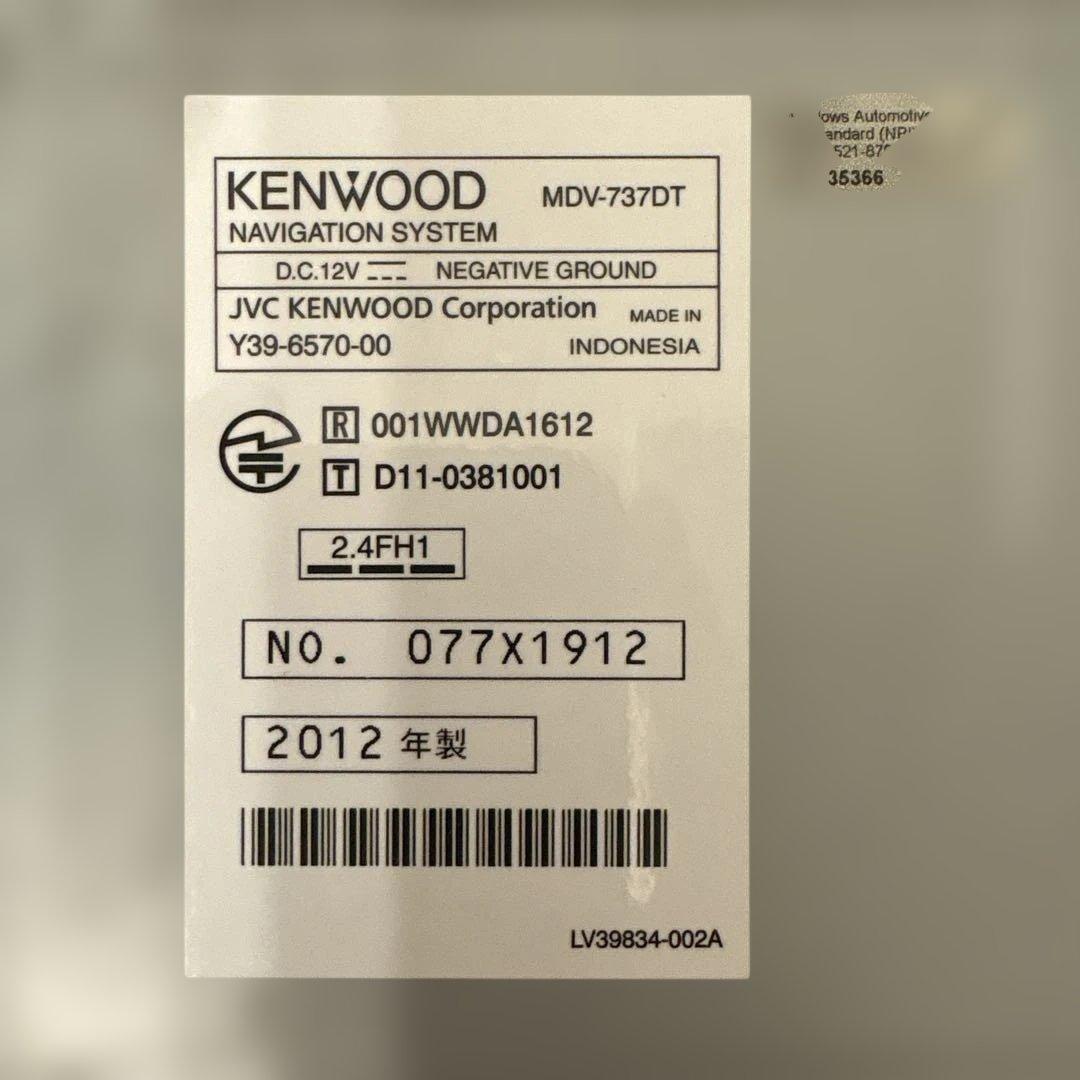 KENWOOD MDV-737DT
NAVIGATION SYSTEM
D.C.12V NEGATIVE GROUND
JVC KENWOOD Corporation MADE IN
Y39-6570-00 INDONESIA
R 001WWDA1612
T D11-0381001
2.4FH1
NO. 077X1912
2012 年製
LV39834-002A
35366